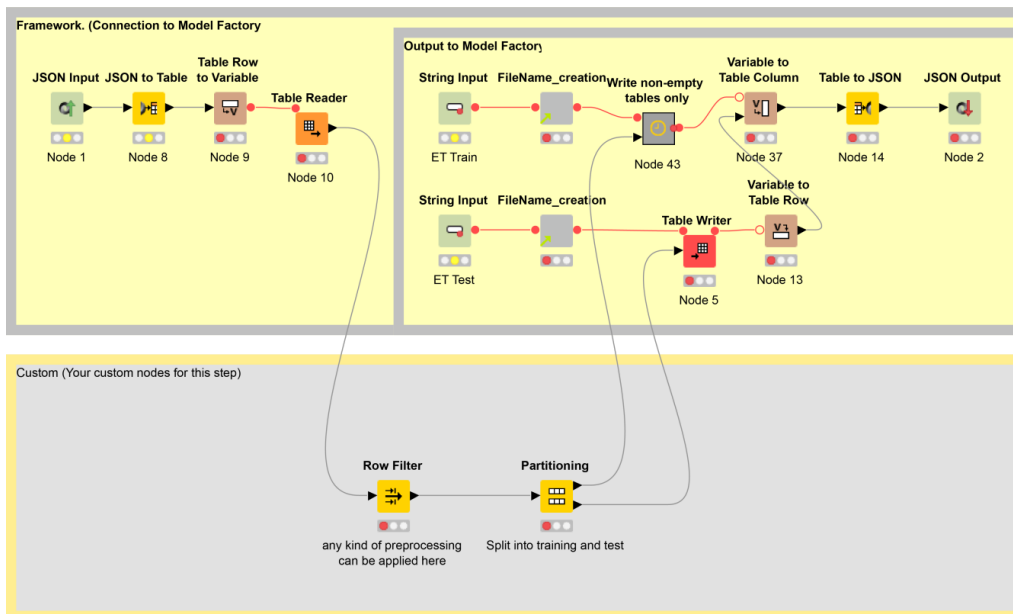 Framework. (Connection to Model Factory
Output to Model Factory
JSON Input
JSON to Table
Table Row
to Variable
Table Reader
Node 1
Node 8
Node 9
Node 10
String Input
FileName_creation
Write non-empty
tables only
Variable to
Table Column
Table to JSON
JSON Output
ET Train
Node 43
Node 37
Node 14
Node 2
String Input
FileName_creation
Table Writer
Variable to
Table Row
ET Test
Node 5
Node 13
Custom (Your custom nodes for this step)
Row Filter
Partitioning
any kind of preprocessing
can be applied here
Split into training and test